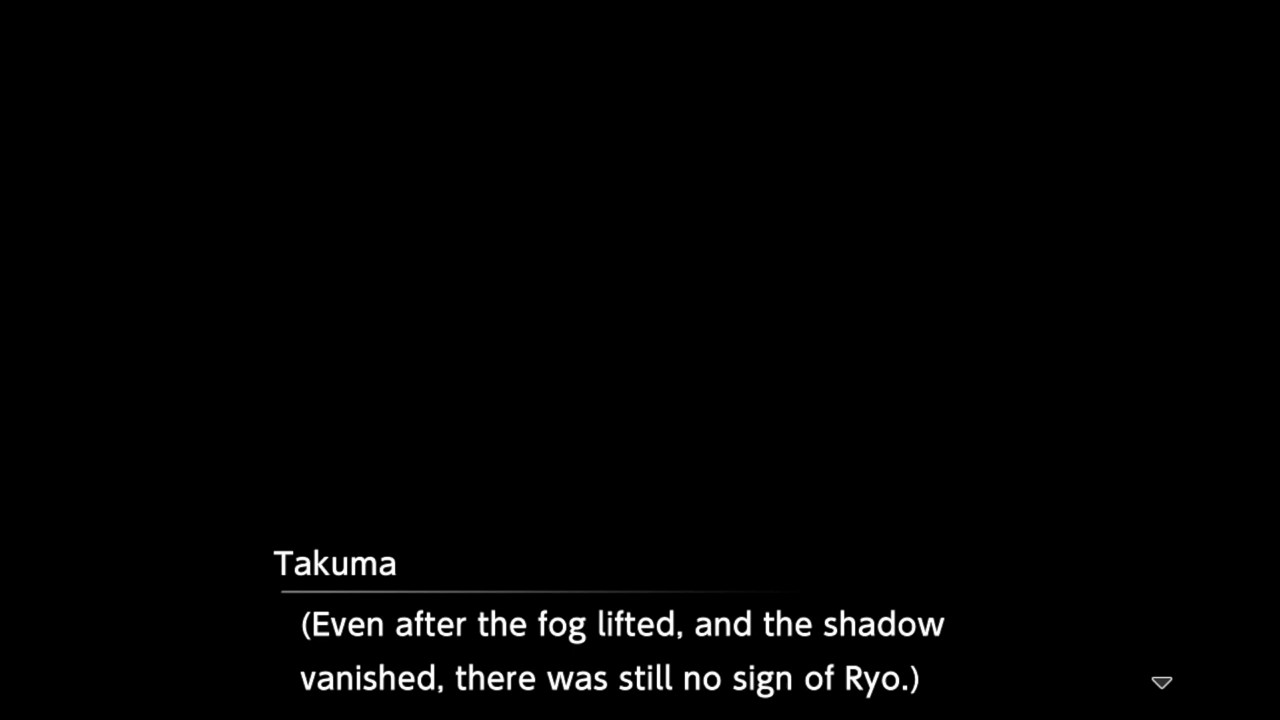 Takuma
(Even after the fog lifted, and the shadow
vanished, there was still no sign of Ryo.)